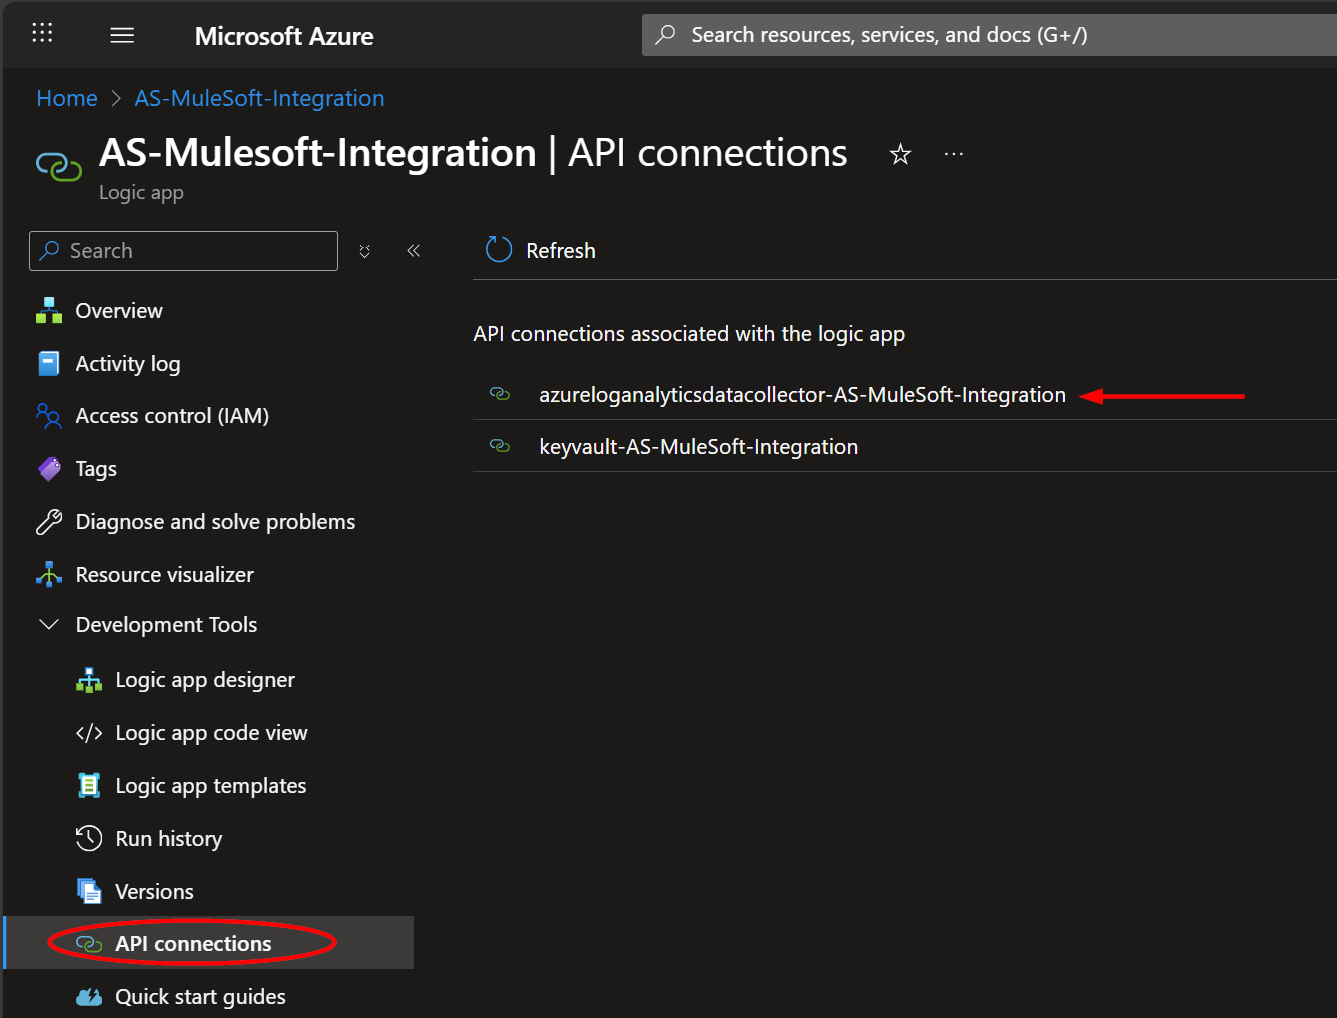 Microsoft Azure
Search resources, services, and docs (G+/)
Home > AS-MuleSoft-Integration
AS-Mulesoft-Integration | API connections
Logic app
Search
Refresh
Overview
Activity log
Access control (IAM)
Tags
Diagnose and solve problems
Resource visualizer
Development Tools
Logic app designer
Logic app code view
Logic app templates
Run history
Versions
API connections
Quick start guides
API connections associated with the logic app
azureloganalyticsdatacollector-AS-MuleSoft-Integration
keyvault-AS-MuleSoft-Integration